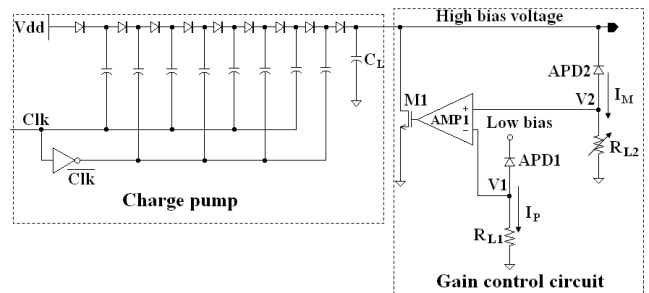 Vdd
High bias voltage
C_L
Clk
Clk
Charge pump
APD2
I_M
V2
M1
AMP1
+
−
Low bias
R_L2
APD1
V1
I_P
R_L1
Gain control circuit